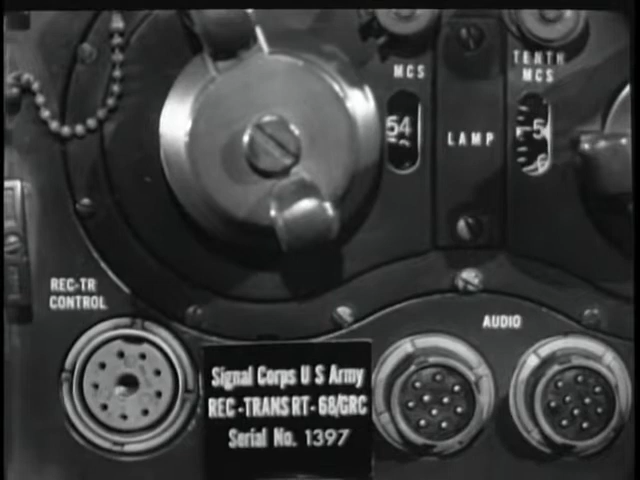 MCS
TENTH
MCS
54
5
6
LAMP
REC-TR
CONTROL
AUDIO
Signal Corps U S Army
REC-TRANS RT-68/GRC
Serial No. 1397